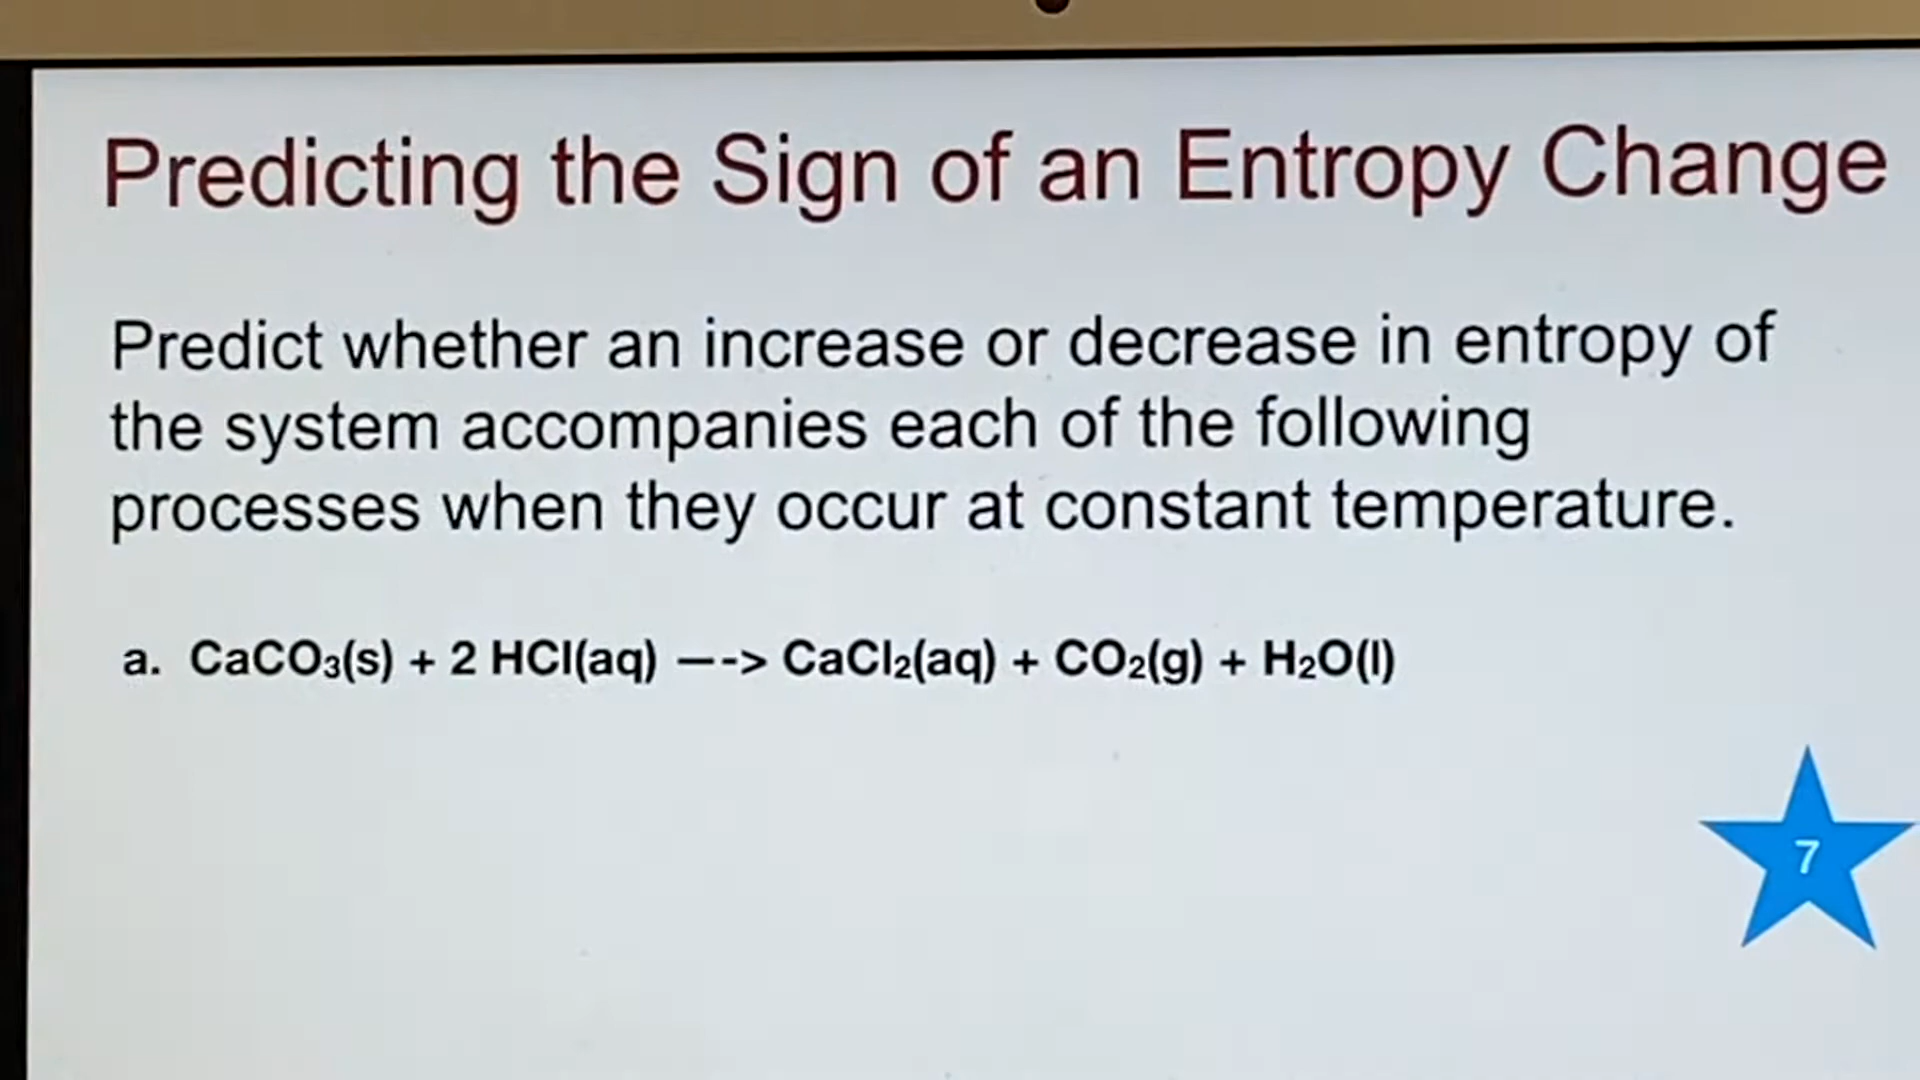 Predicting the Sign of an Entropy Change
Predict whether an increase or decrease in entropy of
the system accompanies each of the following
processes when they occur at constant temperature.
a. CaCO₃(s) + 2 HCl(aq) —-> CaCl₂(aq) + CO₂(g) + H₂O(l)
7